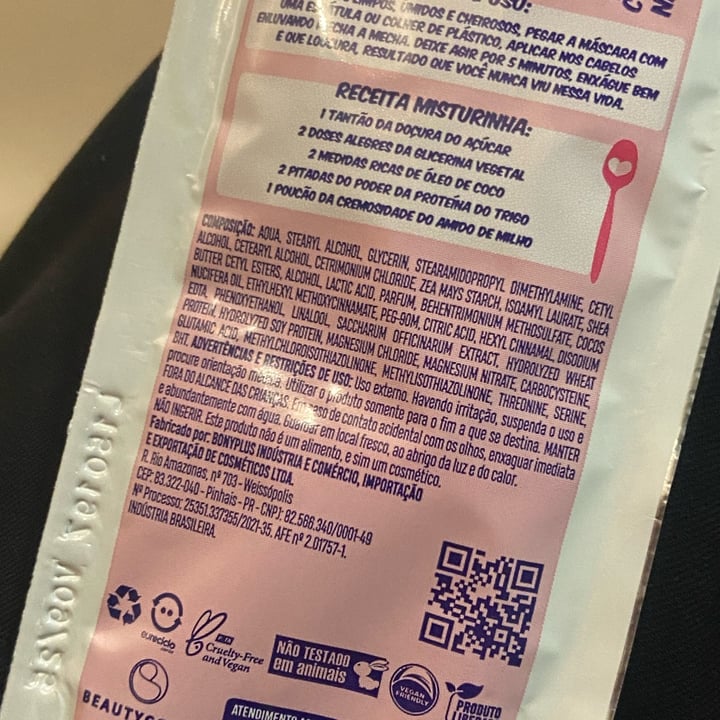 USO:
LIMPOS, ÚMIDOS E CHEIROSOS, PEGAR A MÁSCARA COM
UMA ESPÁTULA OU COLHER DE PLÁSTICO, APLICAR NOS CABELOS
ENLUVANDO MECHA A MECHA. DEIXE AGIR POR 5 MINUTOS, ENXÁGUE BEM
E QUE LOUCURA, RESULTADO QUE VOCÊ NUNCA VIU NESSA VIDA.
RECEITA MISTURINHA:
1 TANTÃO DA DOÇURA DO AÇÚCAR
2 DOSES ALEGRES DA GLICERINA VEGETAL
2 MEDIDAS RICAS DE ÓLEO DE COCO
2 PITADAS DO PODER DA PROTEÍNA DO TRIGO
1 POUCÃO DA CREMOSIDADE DO AMIDO DE MILHO
COMPOSIÇÃO: AQUA, STEARYL ALCOHOL, GLYCERIN, STEARAMIDOPROPYL DIMETHYLAMINE, CETYL
ALCOHOL, CETEARYL ALCOHOL, CETRIMONIUM CHLORIDE, ZEA MAYS STARCH, ISOAMYL LAURATE, SHEA
BUTTER CETYL ESTERS, ALCOHOL, LACTIC ACID, PARFUM, BEHENTRIMONIUM METHOSULFATE, COCOS
NUCIFERA OIL, ETHYLHEXYL METHOXYCINNAMATE, PEG-90M, CITRIC ACID, HEXYL CINNAMAL, DISODIUM
EDTA, PHENOXYETHANOL, LINALOOL, SACCHARUM OFFICINARUM EXTRACT, HYDROLYZED WHEAT
PROTEIN, HYDROLYZED SOY PROTEIN, MAGNESIUM CHLORIDE, MAGNESIUM NITRATE, CARBOCYSTEINE,
GLUTAMIC ACID, METHYLCHLOROISOTHIAZOLINONE, METHYLISOTHIAZOLINONE, THREONINE, SERINE,
BHT. ADVERTÊNCIAS E RESTRIÇÕES DE USO: Uso externo. Havendo irritação, suspenda o uso e
procure orientação médica. Utilizar o produto somente para o fim a que se destina. MANTER
FORA DO ALCANCE DAS CRIANÇAS. Em caso de contato acidental com os olhos, enxaguar imediata
e abundantemente com água. Guardar em local fresco, ao abrigo da luz e do calor.
NÃO INGERIR. Este produto não é um alimento, e sim um cosmético.
Fabricado por: BONYPLUS INDÚSTRIA E COMÉRCIO, IMPORTAÇÃO
E EXPORTAÇÃO DE COSMÉTICOS LTDA.
R. Rio Amazonas, nº 703 - Weissópolis
CEP: 83.322-040 - Pinhais - PR - CNPJ: 82.566.340/0001-49
Nº Processo: 25351.337355/2021-35, AFE nº 2.01757-1.
INDÚSTRIA BRASILEIRA.
eureciclo
Cruelty-Free
and Vegan
NÃO TESTADO
em animais
VEGAN
FRIENDLY
PRODUTO
ATENDIMENTO